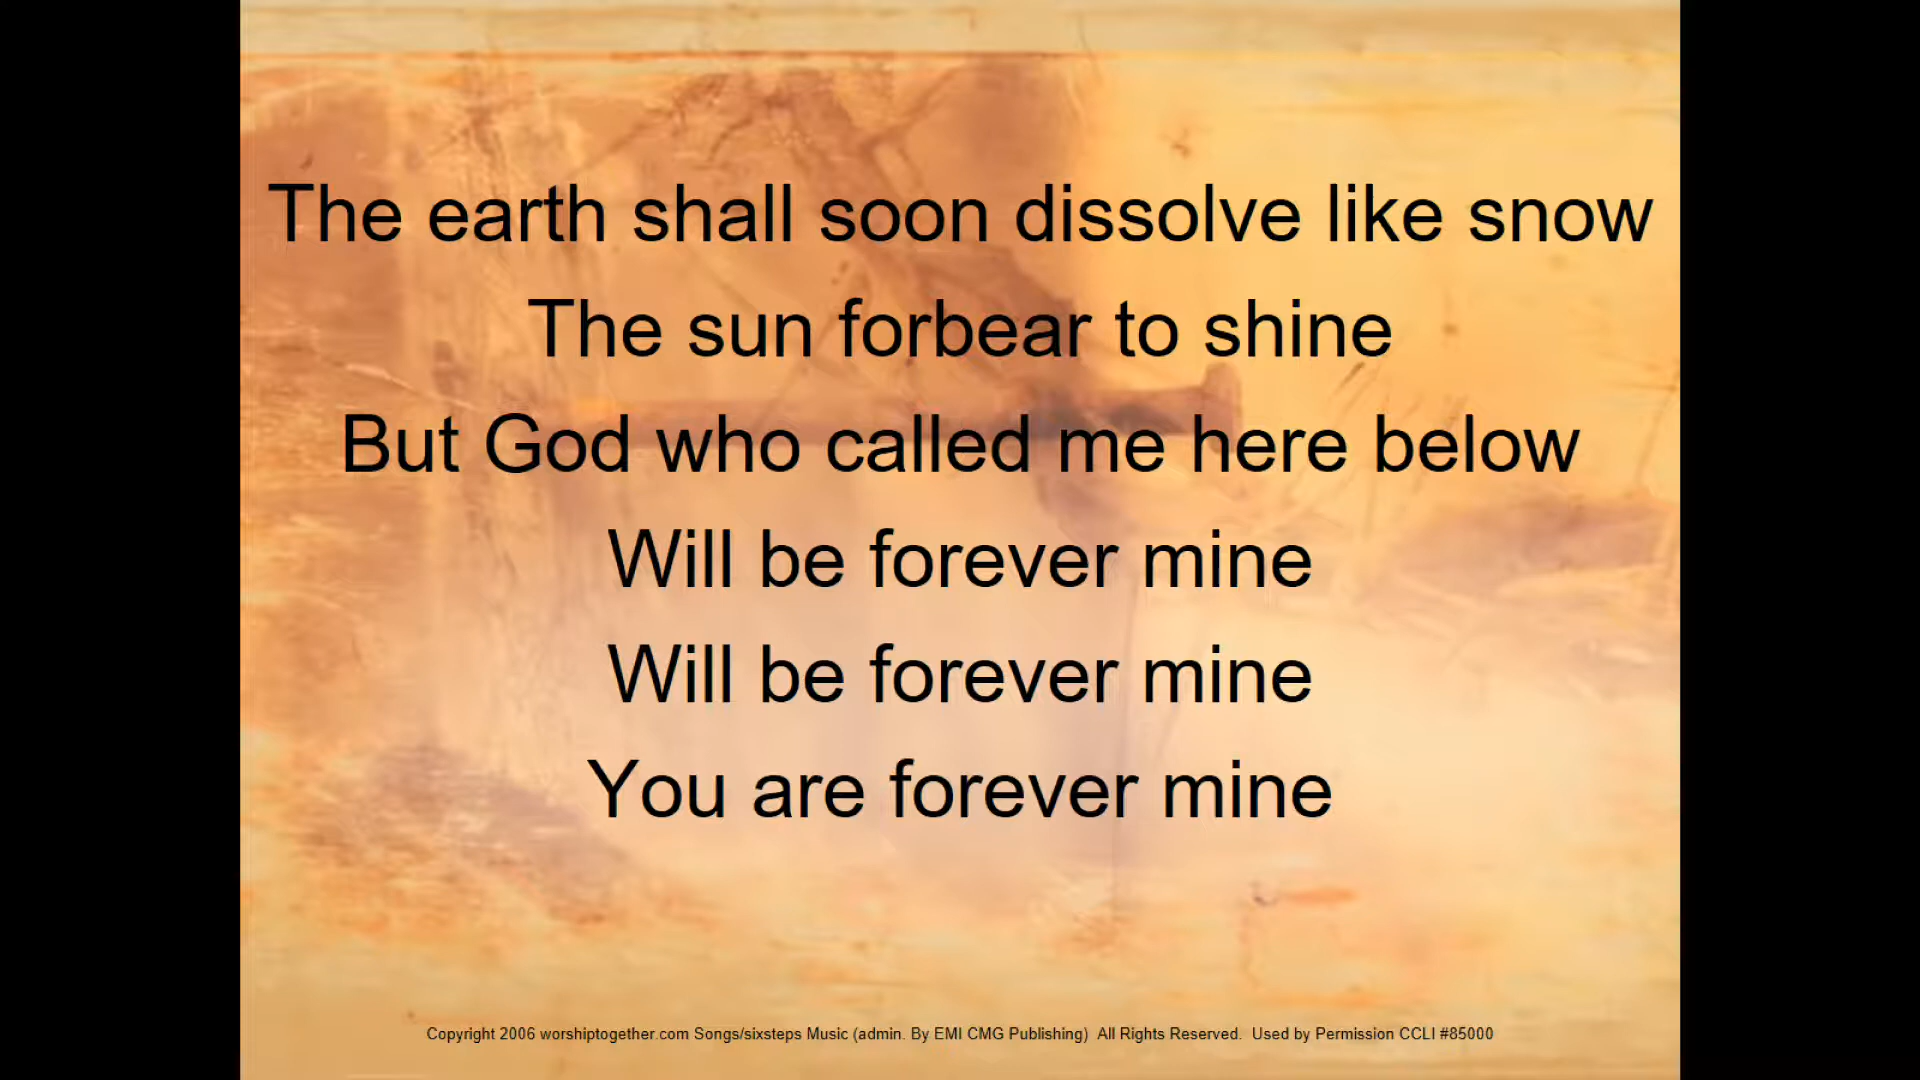 The earth shall soon dissolve like snow
The sun forbear to shine
But God who called me here below
Will be forever mine
Will be forever mine
You are forever mine
Copyright 2006 worshiptogether.com Songs/sixsteps Music (admin. By EMI CMG Publishing)  All Rights Reserved.  Used by Permission CCLI #85000